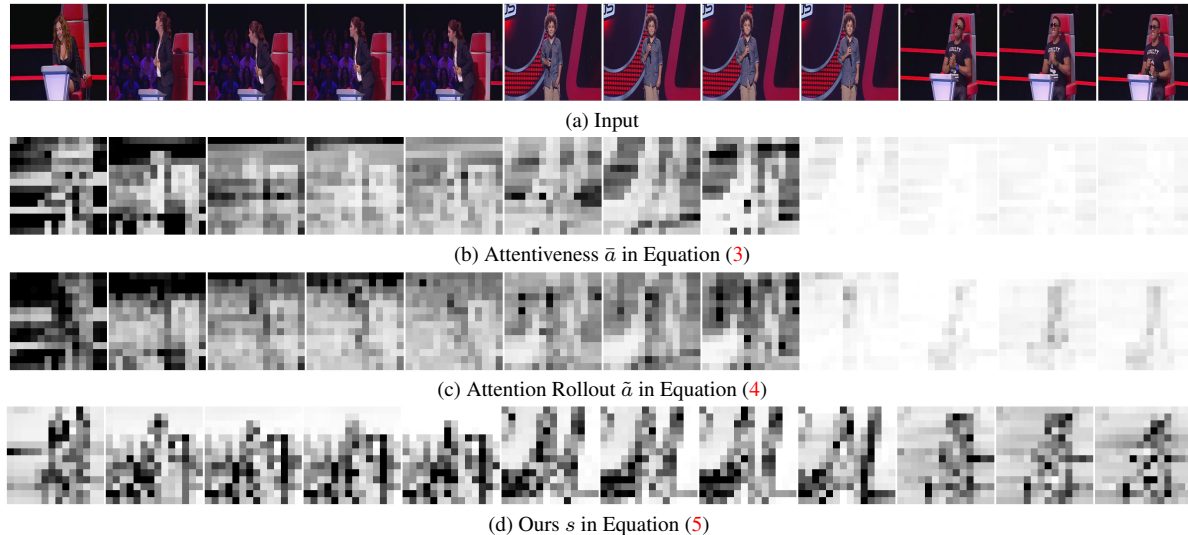 (a) Input
(b) Attentiveness ā in Equation (3)
(c) Attention Rollout ã in Equation (4)
(d) Ours s in Equation (5)